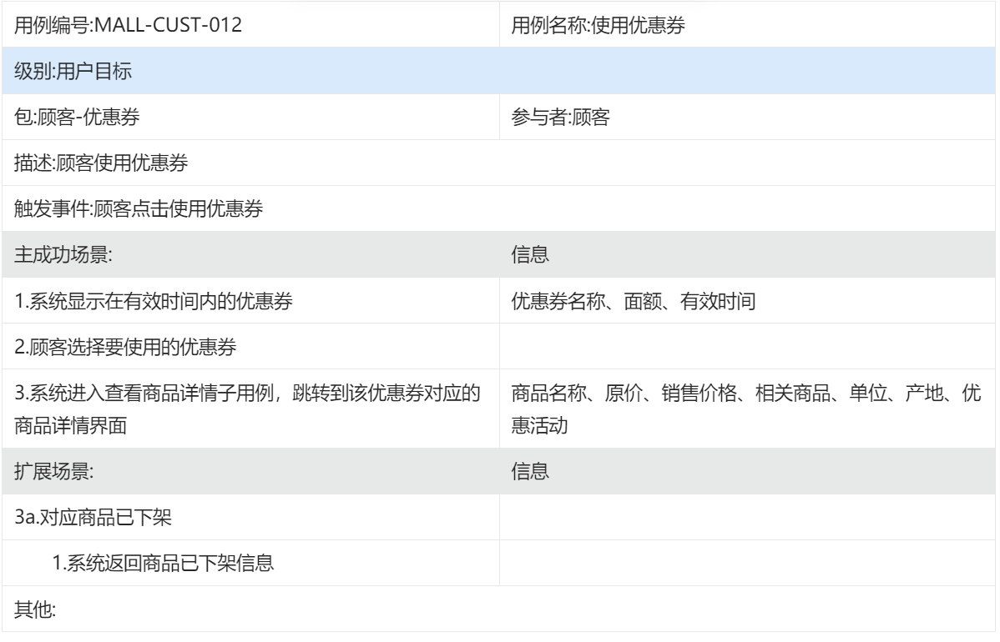 用例编号:MALL-CUST-012
用例名称:使用优惠券
级别:用户目标
包:顾客-优惠券
参与者:顾客
描述:顾客使用优惠券
触发事件:顾客点击使用优惠券
主成功场景:
信息
1.系统显示在有效时间内的优惠券
优惠券名称、面额、有效时间
2.顾客选择要使用的优惠券
3.系统进入查看商品详情子用例，跳转到该优惠券对应的
商品详情界面
商品名称、原价、销售价格、相关商品、单位、产地、优
惠活动
扩展场景:
信息
3a.对应商品已下架
1.系统返回商品已下架信息
其他: